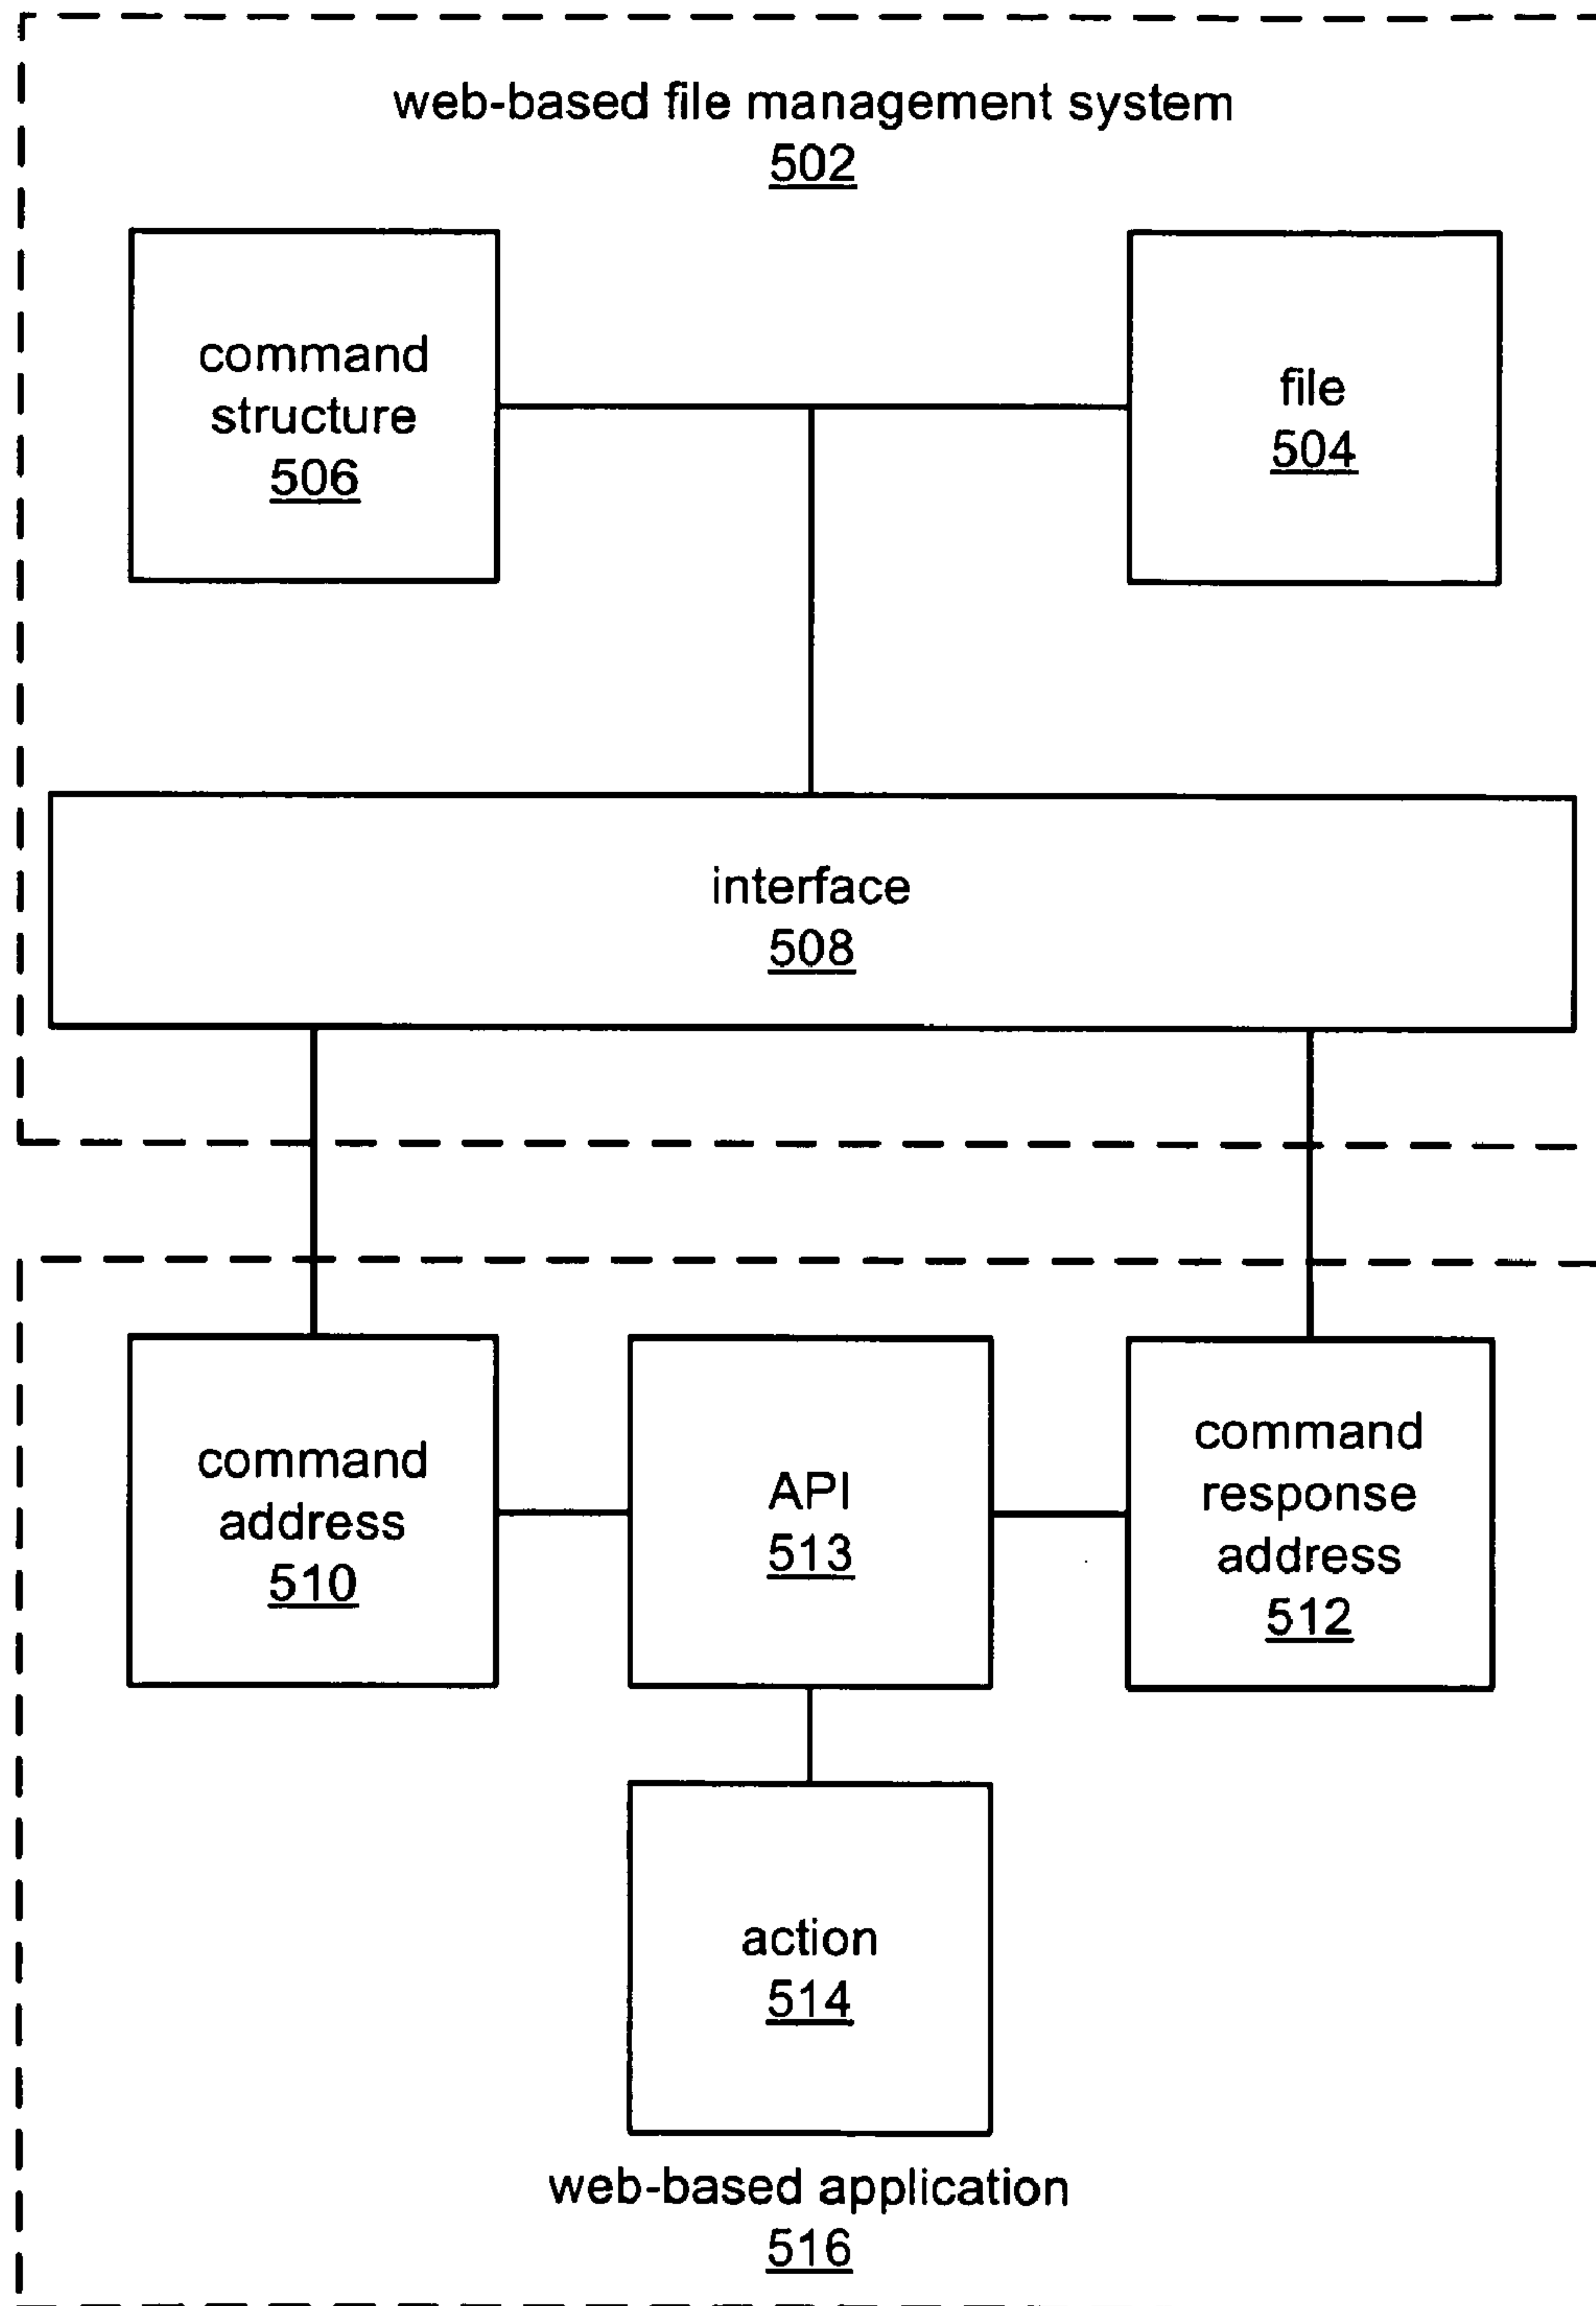 web-based file management system
502
command
structure
506
file
504
interface
508
command
address
510
API
513
command
response
address
512
action
514
web-based application
516